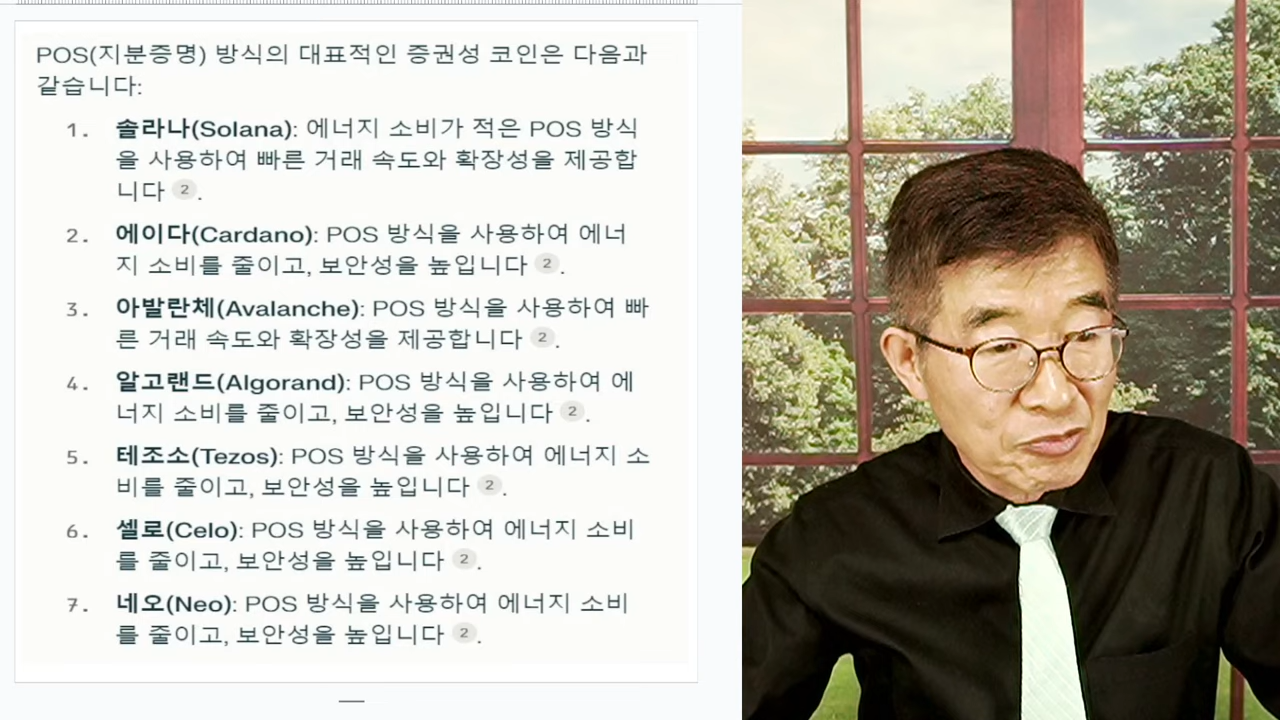 POS(지분증명) 방식의 대표적인 증권성 코인은 다음과
같습니다:
1. 솔라나(Solana): 에너지 소비가 적은 POS 방식
을 사용하여 빠른 거래 속도와 확장성을 제공합
니다 2.
2. 에이다(Cardano): POS 방식을 사용하여 에너
지 소비를 줄이고, 보안성을 높입니다 2.
3. 아발란체(Avalanche): POS 방식을 사용하여 빠
른 거래 속도와 확장성을 제공합니다 2.
4. 알고랜드(Algorand): POS 방식을 사용하여 에
너지 소비를 줄이고, 보안성을 높입니다 2.
5. 테조소(Tezos): POS 방식을 사용하여 에너지 소
비를 줄이고, 보안성을 높입니다 2.
6. 셀로(Celo): POS 방식을 사용하여 에너지 소비
를 줄이고, 보안성을 높입니다 2.
7. 네오(Neo): POS 방식을 사용하여 에너지 소비
를 줄이고, 보안성을 높입니다 2.